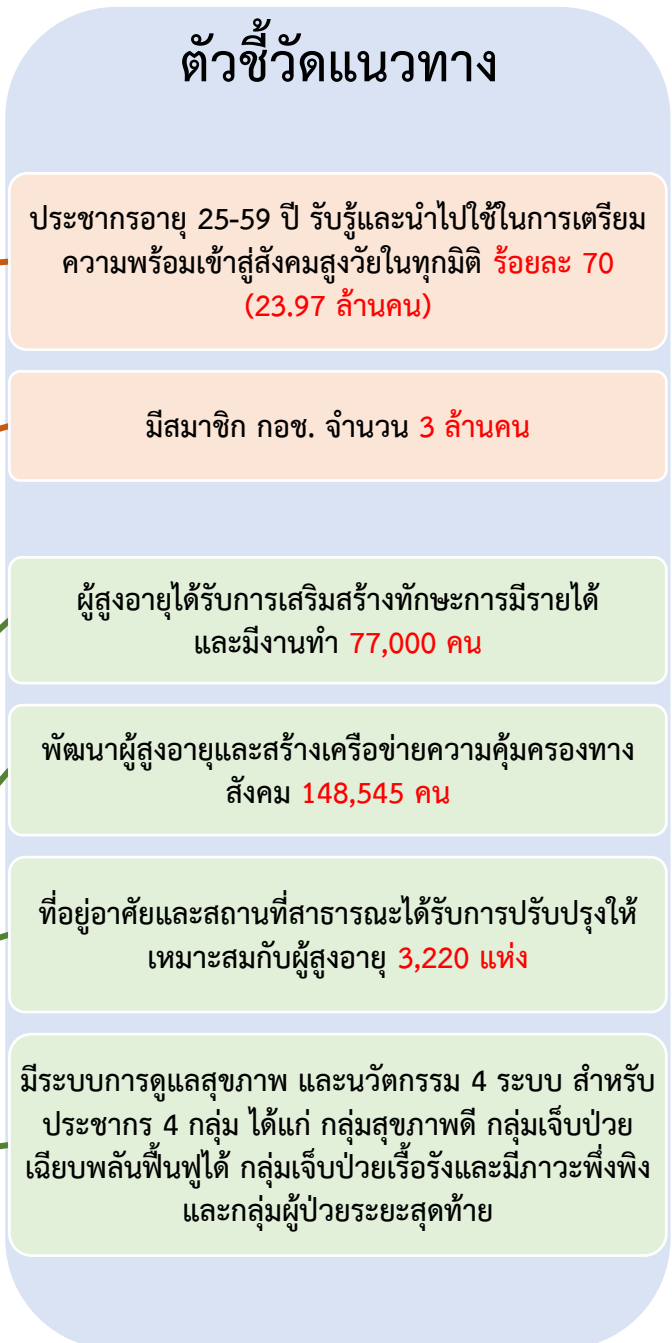 ตัวชี้วัดแนวทาง
ประชากรอายุ 25-59 ปี รับรู้และนำไปใช้ในการเตรียม
ความพร้อมเข้าสู่สังคมสูงวัยในทุกมิติ ร้อยละ 70
(23.97 ล้านคน)
มีสมาชิก กอช. จำนวน 3 ล้านคน
ผู้สูงอายุได้รับการเสริมสร้างทักษะการมีรายได้
และมีงานทำ 77,000 คน
พัฒนาผู้สูงอายุและสร้างเครือข่ายความคุ้มครองทาง
สังคม 148,545 คน
ที่อยู่อาศัยและสถานที่สาธารณะได้รับการปรับปรุงให้
เหมาะสมกับผู้สูงอายุ 3,220 แห่ง
มีระบบการดูแลสุขภาพ และนวัตกรรม 4 ระบบ สำหรับ
ประชากร 4 กลุ่ม ได้แก่ กลุ่มสุขภาพดี กลุ่มเจ็บป่วย
เฉียบพลันฟื้นฟูได้ กลุ่มเจ็บป่วยเรื้อรังและมีภาวะพึ่งพิง
และกลุ่มผู้ป่วยระยะสุดท้าย